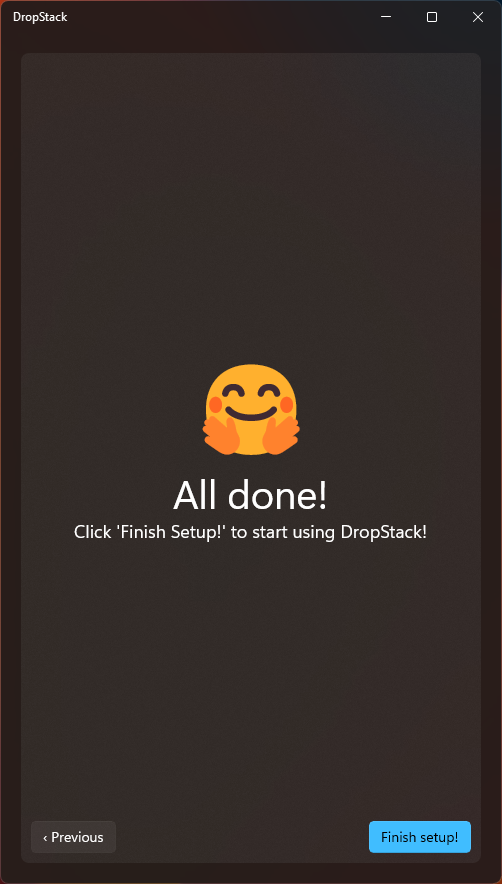 DropStack
All done!
Click 'Finish Setup!' to start using DropStack!
‹ Previous
Finish setup!